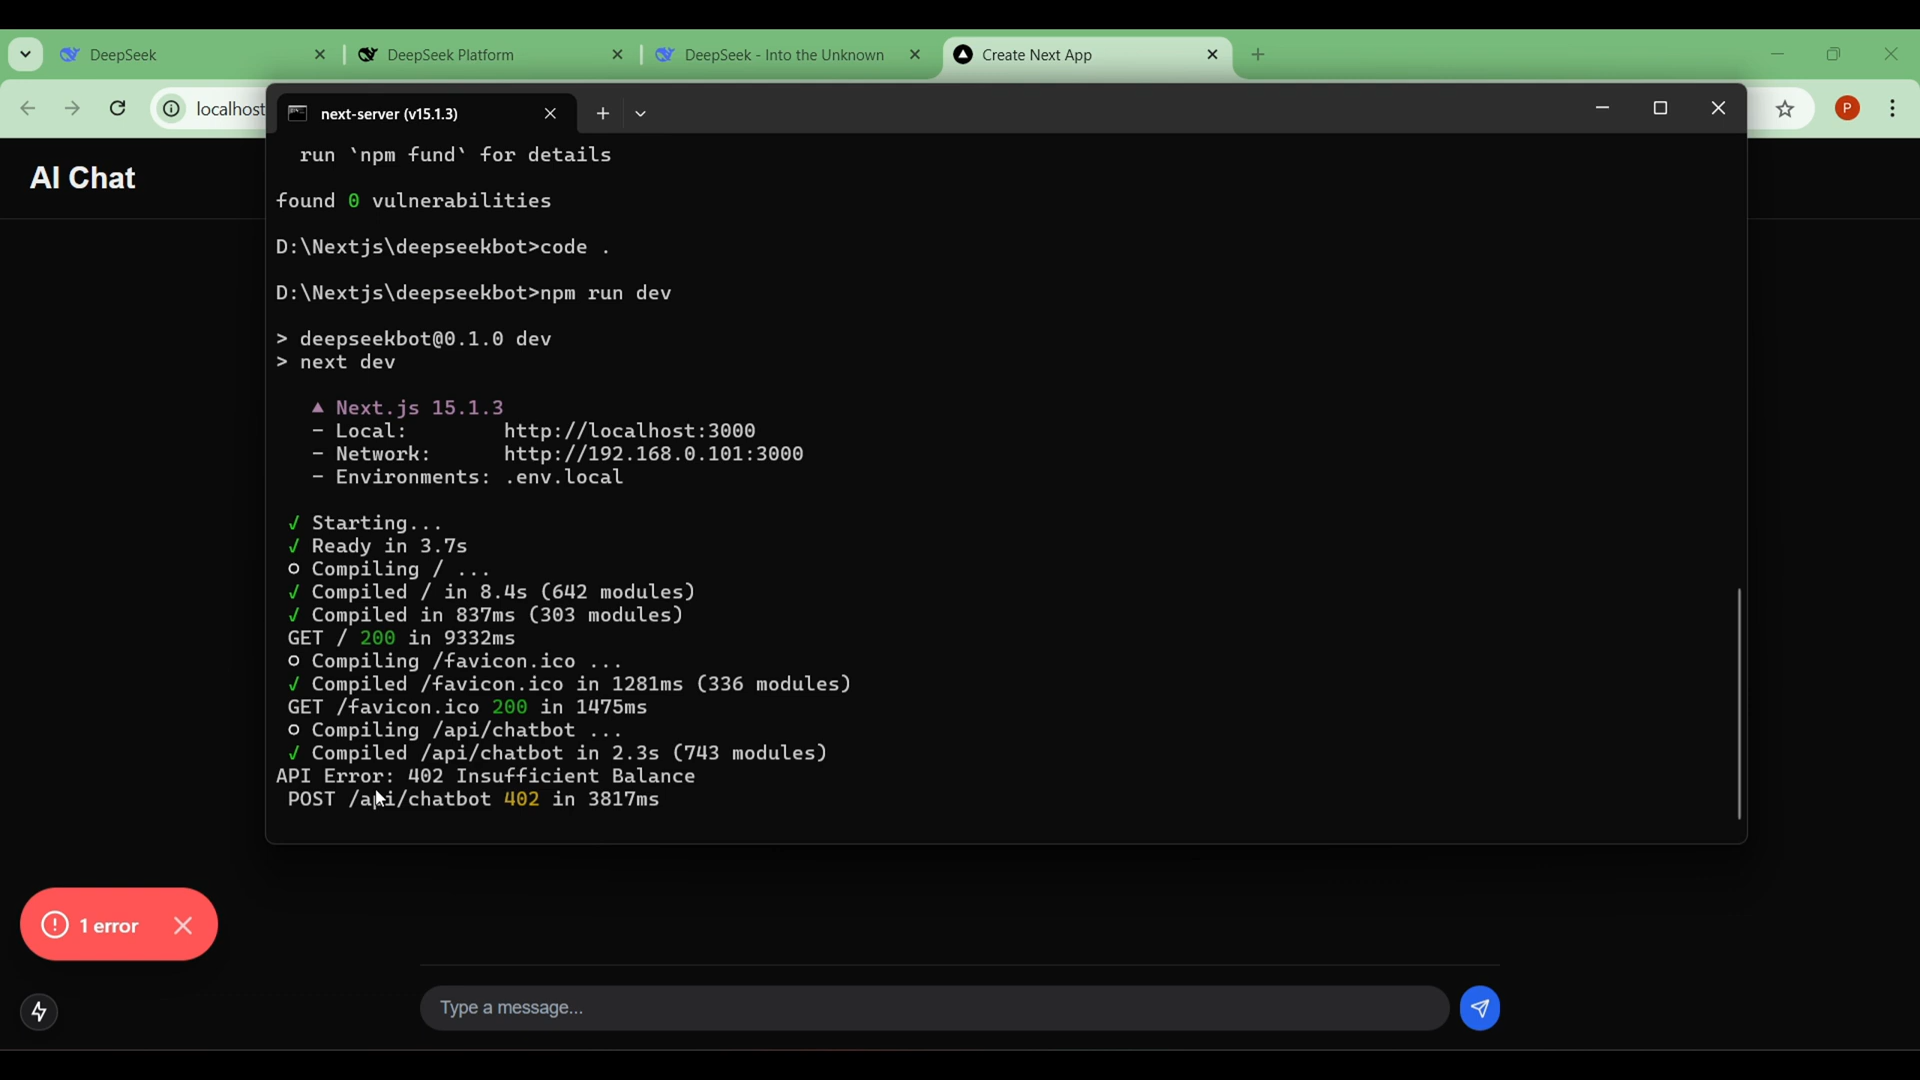 DeepSeek
DeepSeek Platform
DeepSeek - Into the Unknown
Create Next App
localhost
P
AI Chat
next-server (v15.1.3)
run `npm fund` for details
found 0 vulnerabilities
D:\Nextjs\deepseekbot>code .
D:\Nextjs\deepseekbot>npm run dev
> deepseekbot@0.1.0 dev
> next dev
▲ Next.js 15.1.3
- Local: http://localhost:3000
- Network: http://192.168.0.101:3000
- Environments: .env.local
✓ Starting...
✓ Ready in 3.7s
○ Compiling / ...
✓ Compiled / in 8.4s (642 modules)
✓ Compiled in 837ms (303 modules)
GET / 200 in 9332ms
○ Compiling /favicon.ico ...
✓ Compiled /favicon.ico in 1281ms (336 modules)
GET /favicon.ico 200 in 1475ms
○ Compiling /api/chatbot ...
✓ Compiled /api/chatbot in 2.3s (743 modules)
API Error: 402 Insufficient Balance
POST /api/chatbot 402 in 3817ms
1 error
Type a message...